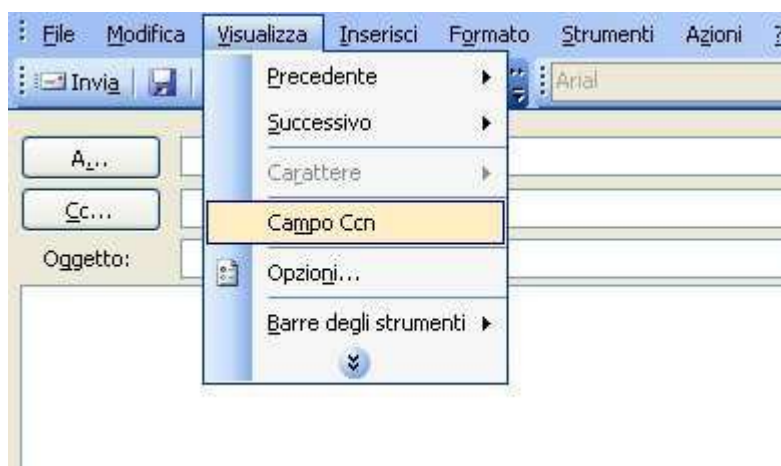 File Modifica Visualizza Inserisci Formato Strumenti Azioni ?
Invia Arial
Precedente
Successivo
A...
Carattere
Cc...
Campo Ccn
Oggetto:
Opzioni...
Barre degli strumenti